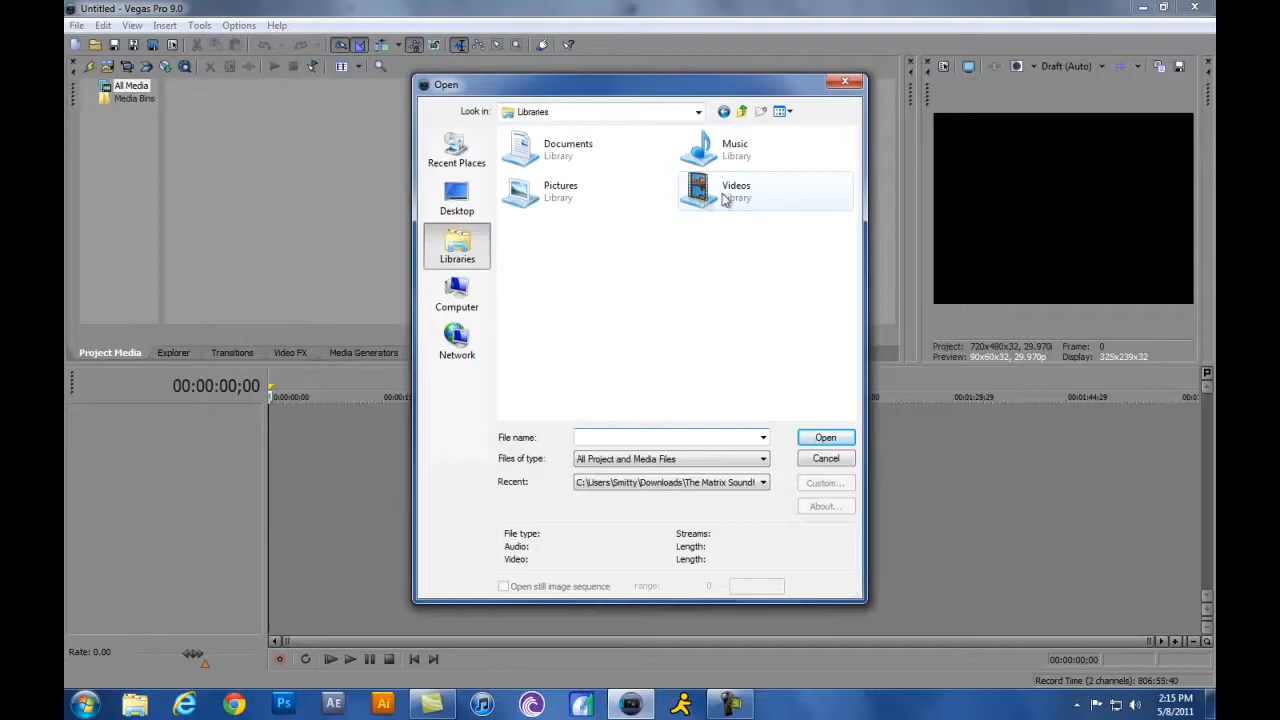 Untitled - Vegas Pro 9.0
File Edit View Insert Tools Options Help
Draft (Auto)
All Media
Media Bins
Open
Look in: Libraries
Recent Places
Desktop
Libraries
Computer
Network
Documents
Library
Music
Library
Pictures
Library
Videos
Library
File name:
Open
Files of type: All Project and Media Files
Cancel
Recent: C:\Users\Smitty\Downloads\The Matrix Sound
Custom...
About...
File type: Streams:
Audio: Length:
Video: Length:
Open still image sequence range: 0
Project: 720x480x32, 29.970i Frame: 0
Preview: 90x60x32, 29.970p Display: 325x239x32
Project Media Explorer Transitions Video FX Media Generators
00:00:00;00
0:00:00;00
00:01:29;29 00:01:44;29
Rate: 0.00
00:00:00;00
Record Time (2 channels): 806:55:40
Ps AE Ai
2:15 PM
5/8/2011